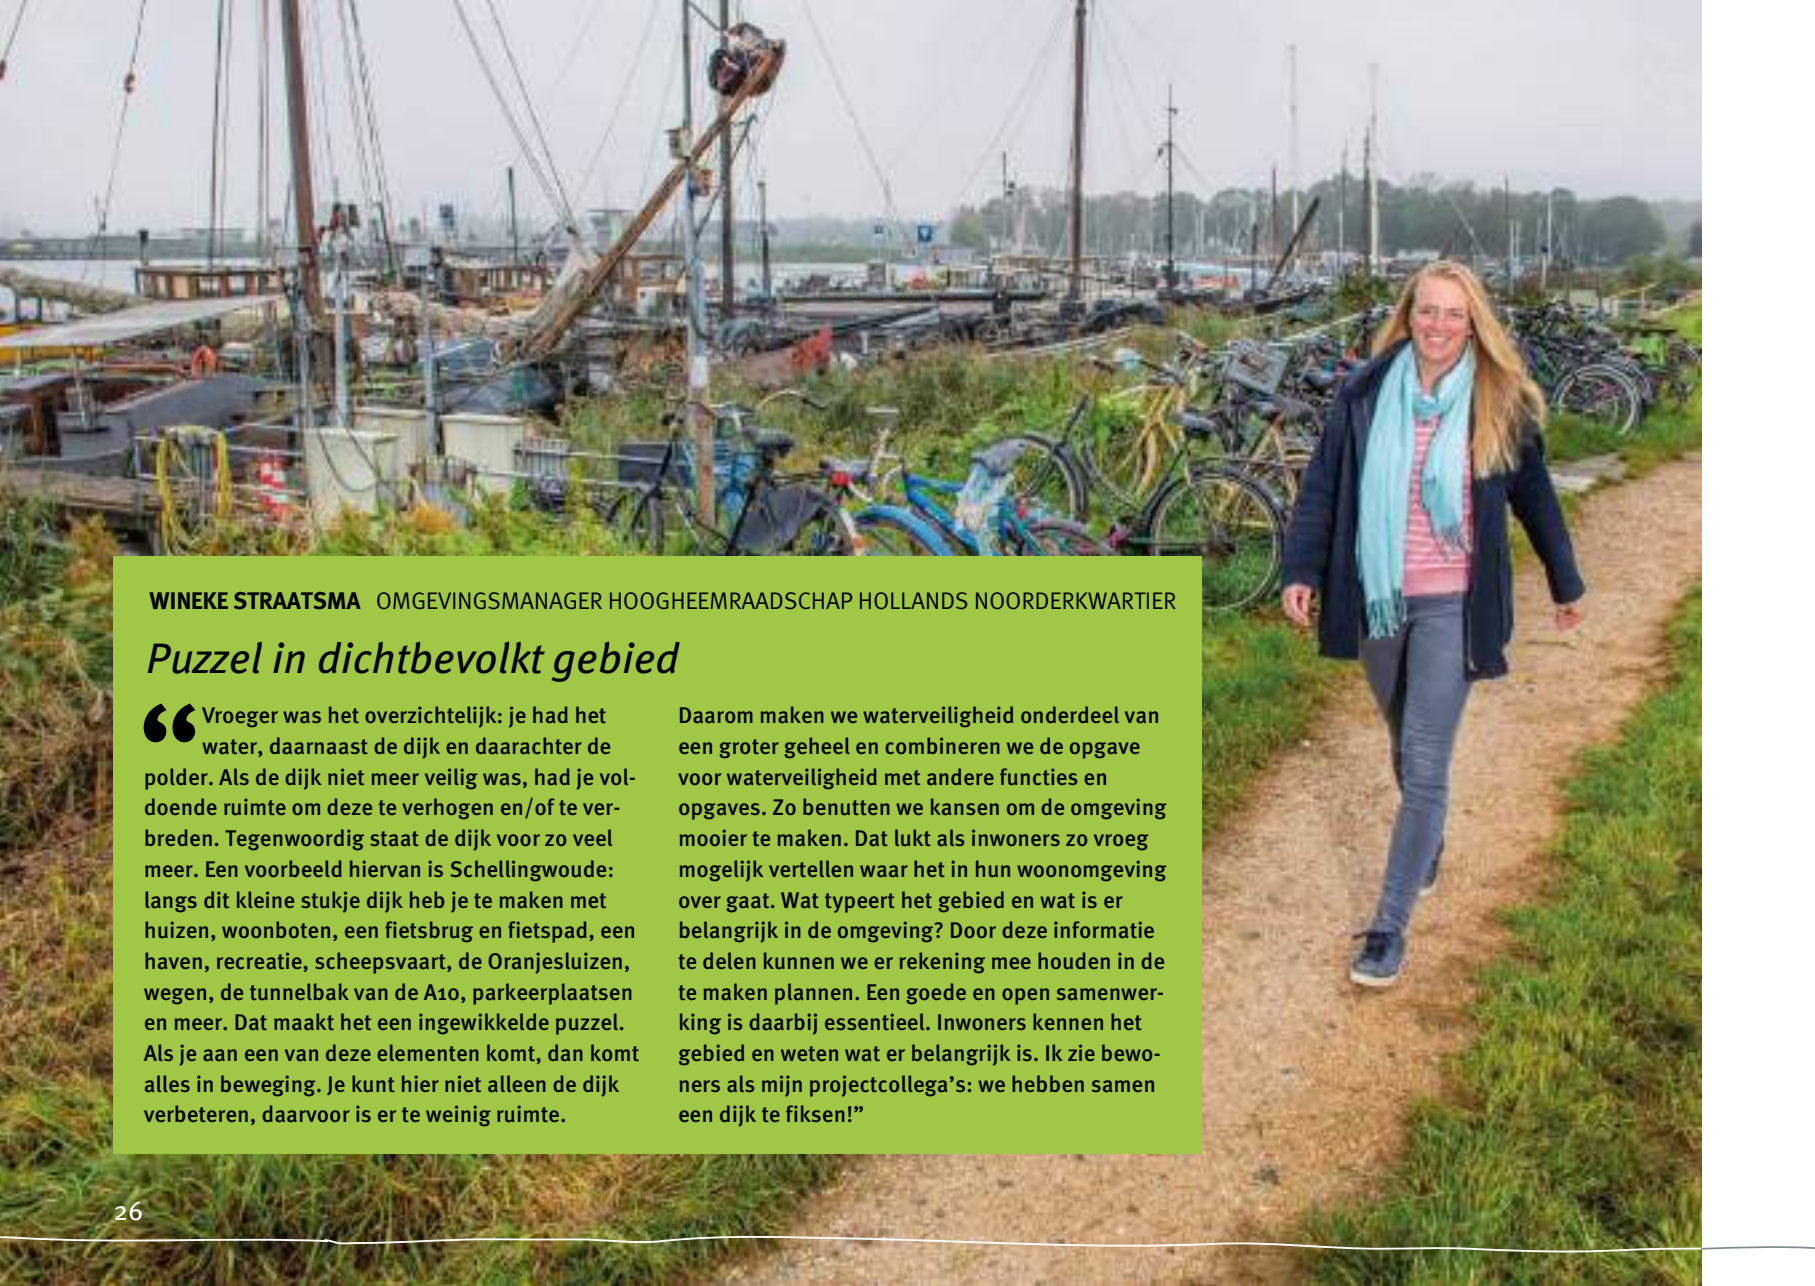 WINEKE STRAATSMA OMGEVINGSMANAGER HOOGHEEMRAADSCHAP HOLLANDS NOORDERKWARTIER
Puzzel in dichtbevolkt gebied
“Vroeger was het overzichtelijk: je had het
water, daarnaast de dijk en daarachter de
polder. Als de dijk niet meer veilig was, had je vol-
doende ruimte om deze te verhogen en/of te ver-
breden. Tegenwoordig staat de dijk voor zo veel
meer. Een voorbeeld hiervan is Schellingwoude:
langs dit kleine stukje dijk heb je te maken met
huizen, woonboten, een fietsbrug en fietspad, een
haven, recreatie, scheepsvaart, de Oranjesluizen,
wegen, de tunnelbak van de A10, parkeerplaatsen
en meer. Dat maakt het een ingewikkelde puzzel.
Als je aan een van deze elementen komt, dan komt
alles in beweging. Je kunt hier niet alleen de dijk
verbeteren, daarvoor is er te weinig ruimte.
Daarom maken we waterveiligheid onderdeel van
een groter geheel en combineren we de opgave
voor waterveiligheid met andere functies en
opgaves. Zo benutten we kansen om de omgeving
mooier te maken. Dat lukt als inwoners zo vroeg
mogelijk vertellen waar het in hun woonomgeving
over gaat. Wat typeert het gebied en wat is er
belangrijk in de omgeving? Door deze informatie
te delen kunnen we er rekening mee houden in de
te maken plannen. Een goede en open samenwer-
king is daarbij essentieel. Inwoners kennen het
gebied en weten wat er belangrijk is. Ik zie bewo-
ners als mijn projectcollega’s: we hebben samen
een dijk te fiksen!”
26